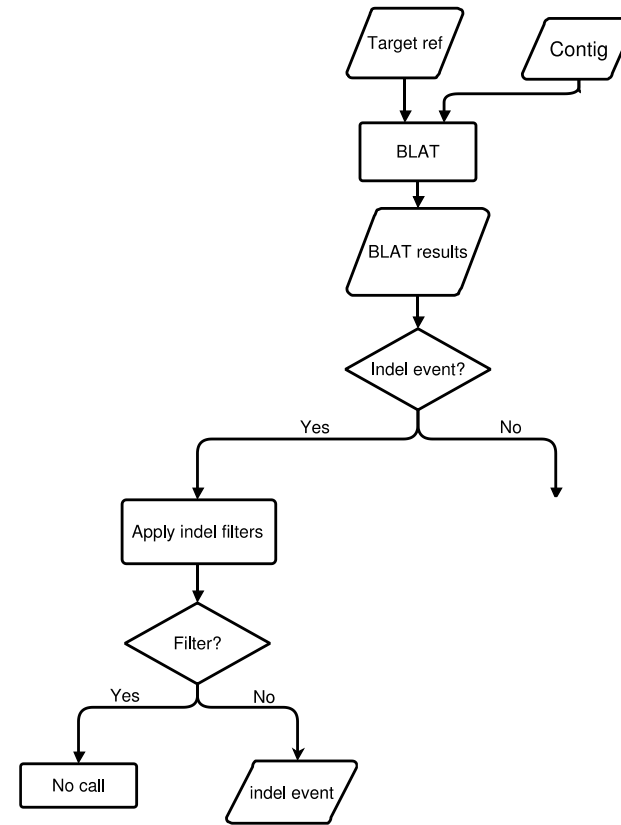 Target ref
Contig
BLAT
BLAT results
Indel event?
Yes
No
Apply indel filters
Filter?
Yes
No
No call
indel event